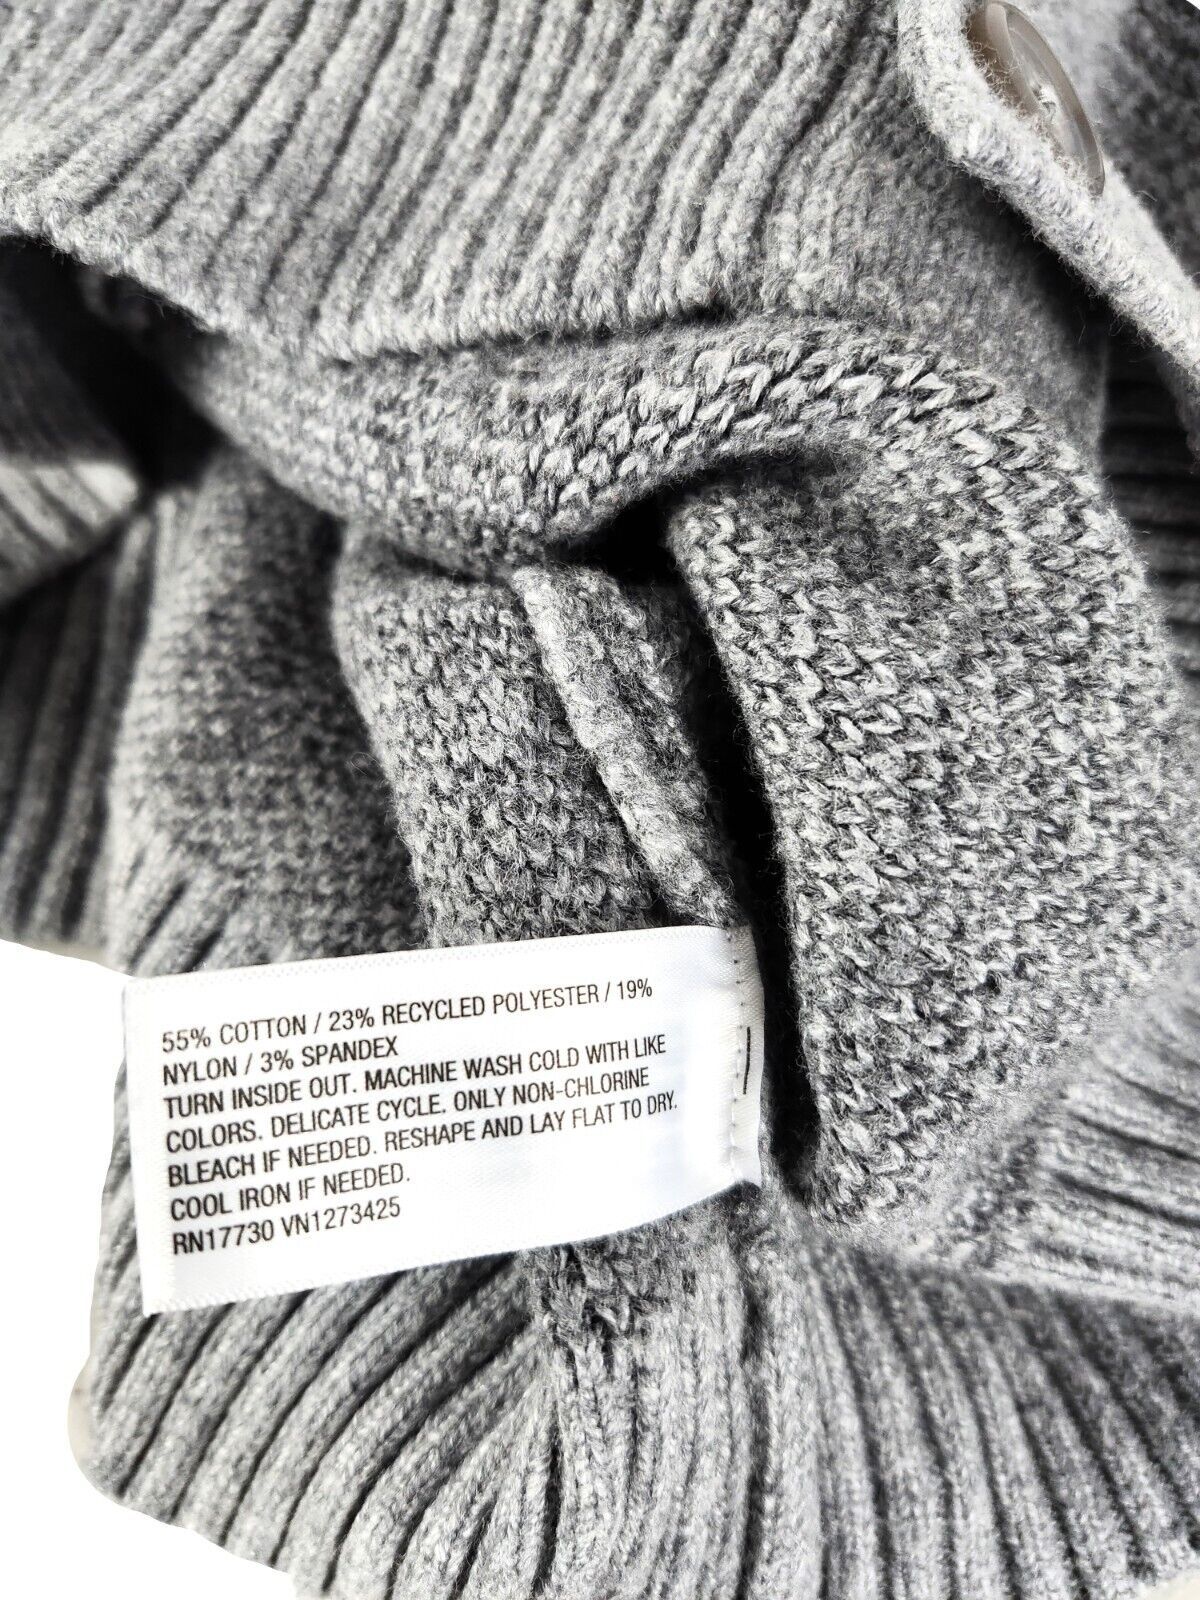 55% COTTON / 23% RECYCLED POLYESTER / 19%
NYLON / 3% SPANDEX
TURN INSIDE OUT. MACHINE WASH COLD WITH LIKE
COLORS. DELICATE CYCLE. ONLY NON-CHLORINE
BLEACH IF NEEDED. RESHAPE AND LAY FLAT TO DRY.
COOL IRON IF NEEDED.
RN17730 VN1273425